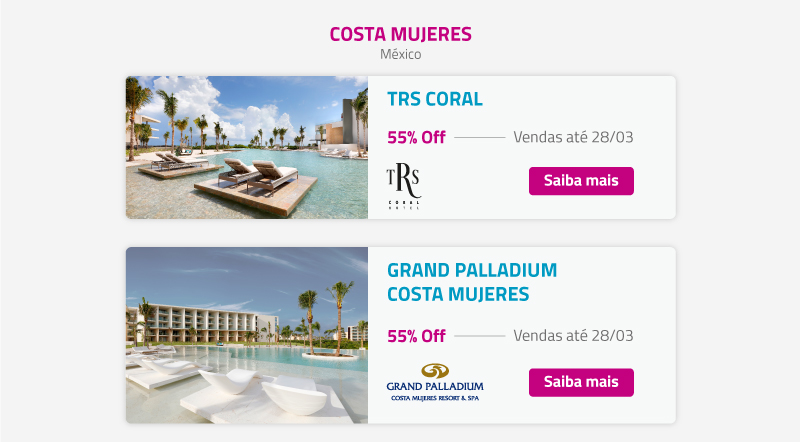 COSTA MUJERES
México
TRS CORAL
55% Off
Vendas até 28/03
TRS
CORAL
HOTEL
Saiba mais
GRAND PALLADIUM
COSTA MUJERES
55% Off
Vendas até 28/03
GRAND PALLADIUM
COSTA MUJERES RESORT & SPA
Saiba mais